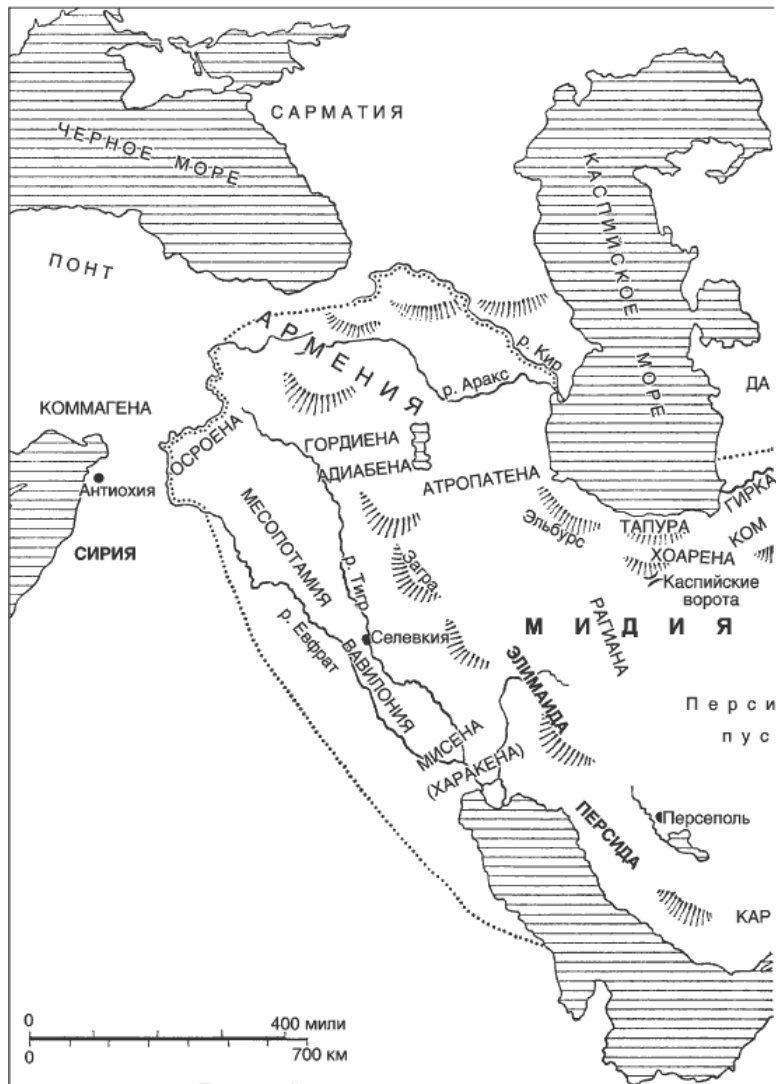 САРМАТИЯ
ЧЕРНОЕ МОРЕ
КАСПИЙСКОЕ МОРЕ
ПОНТ
АРМЕНИЯ
р. Кир
р. Аракс
ДА
КОММАГЕНА
ОСРОЕНА
ГОРДИЕНА
АДИАБЕНА
АТРОПАТЕНА
Антиохия
ГИРКА
Эльбурс
ТАПУРА
КОМ
МЕСОПОТАМИЯ
СИРИЯ
ХОАРЕНА
Загра
Каспийские
ворота
р. Тигр
р. Евфрат
Селевкия
МИДИЯ
РАГИАНА
ВАВИЛОНИЯ
ЭЛИМАИДА
Перси
пус
МИСЕНА
(ХАРАКЕНА)
ПЕРСИДА
Персеполь
КАР
0 400 мили
0 700 км